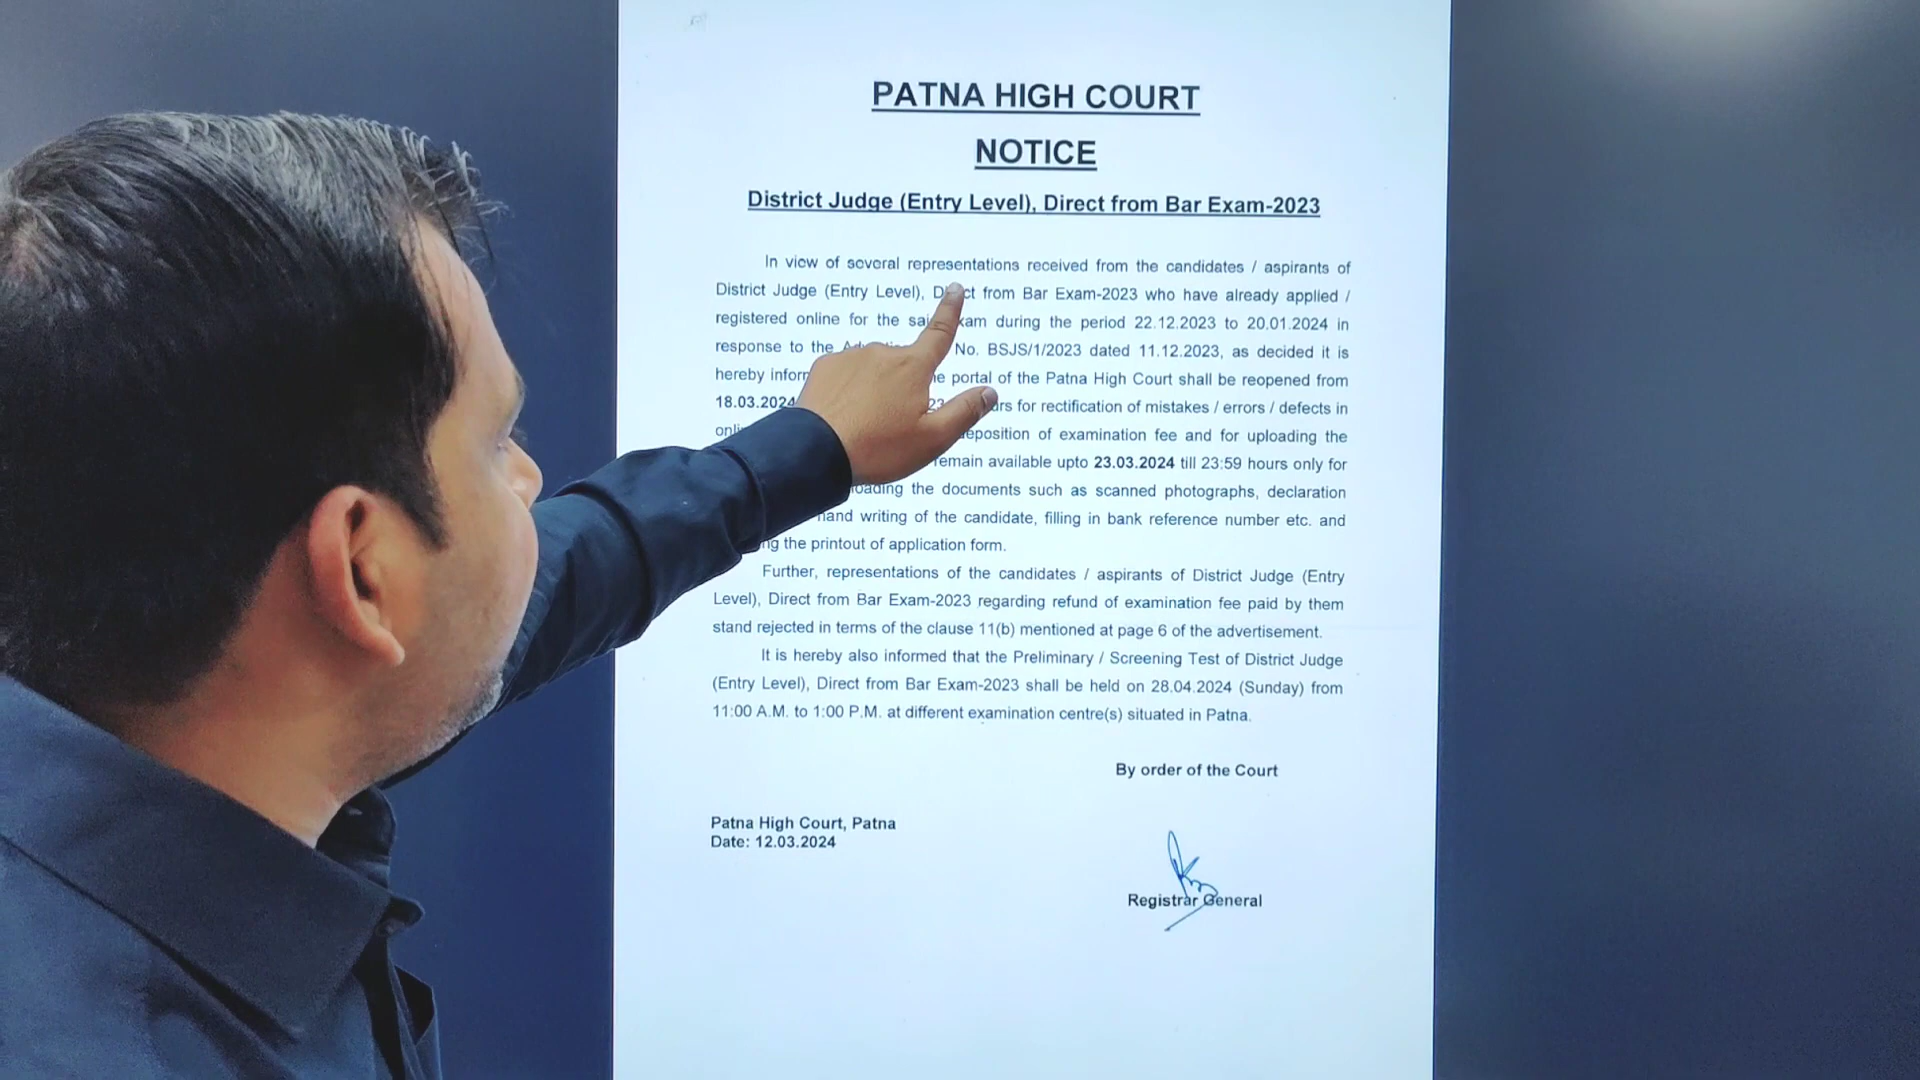 PATNA HIGH COURT
NOTICE
District Judge (Entry Level), Direct from Bar Exam-2023
In view of several representations received from the candidates / aspirants of
District Judge (Entry Level), Direct from Bar Exam-2023 who have already applied /
registered online for the said exam during the period 22.12.2023 to 20.01.2024 in
response to the No. BSJS/1/2023 dated 11.12.2023, as decided it is
hereby portal of the Patna High Court shall be reopened from
18.03.2024 for rectification of mistakes / errors / defects in
of examination fee and for uploading the
remain available upto 23.03.2024 till 23:59 hours only for
the documents such as scanned photographs, declaration
hand writing of the candidate, filling in bank reference number etc. and
the printout of application form.
Further, representations of the candidates / aspirants of District Judge (Entry
Level), Direct from Bar Exam-2023 regarding refund of examination fee paid by them
stand rejected in terms of the clause 11(b) mentioned at page 6 of the advertisement.
It is hereby also informed that the Preliminary / Screening Test of District Judge
(Entry Level), Direct from Bar Exam-2023 shall be held on 28.04.2024 (Sunday) from
11:00 A.M. to 1:00 P.M. at different examination centre(s) situated in Patna.
By order of the Court
Patna High Court, Patna
Date: 12.03.2024
Registrar General